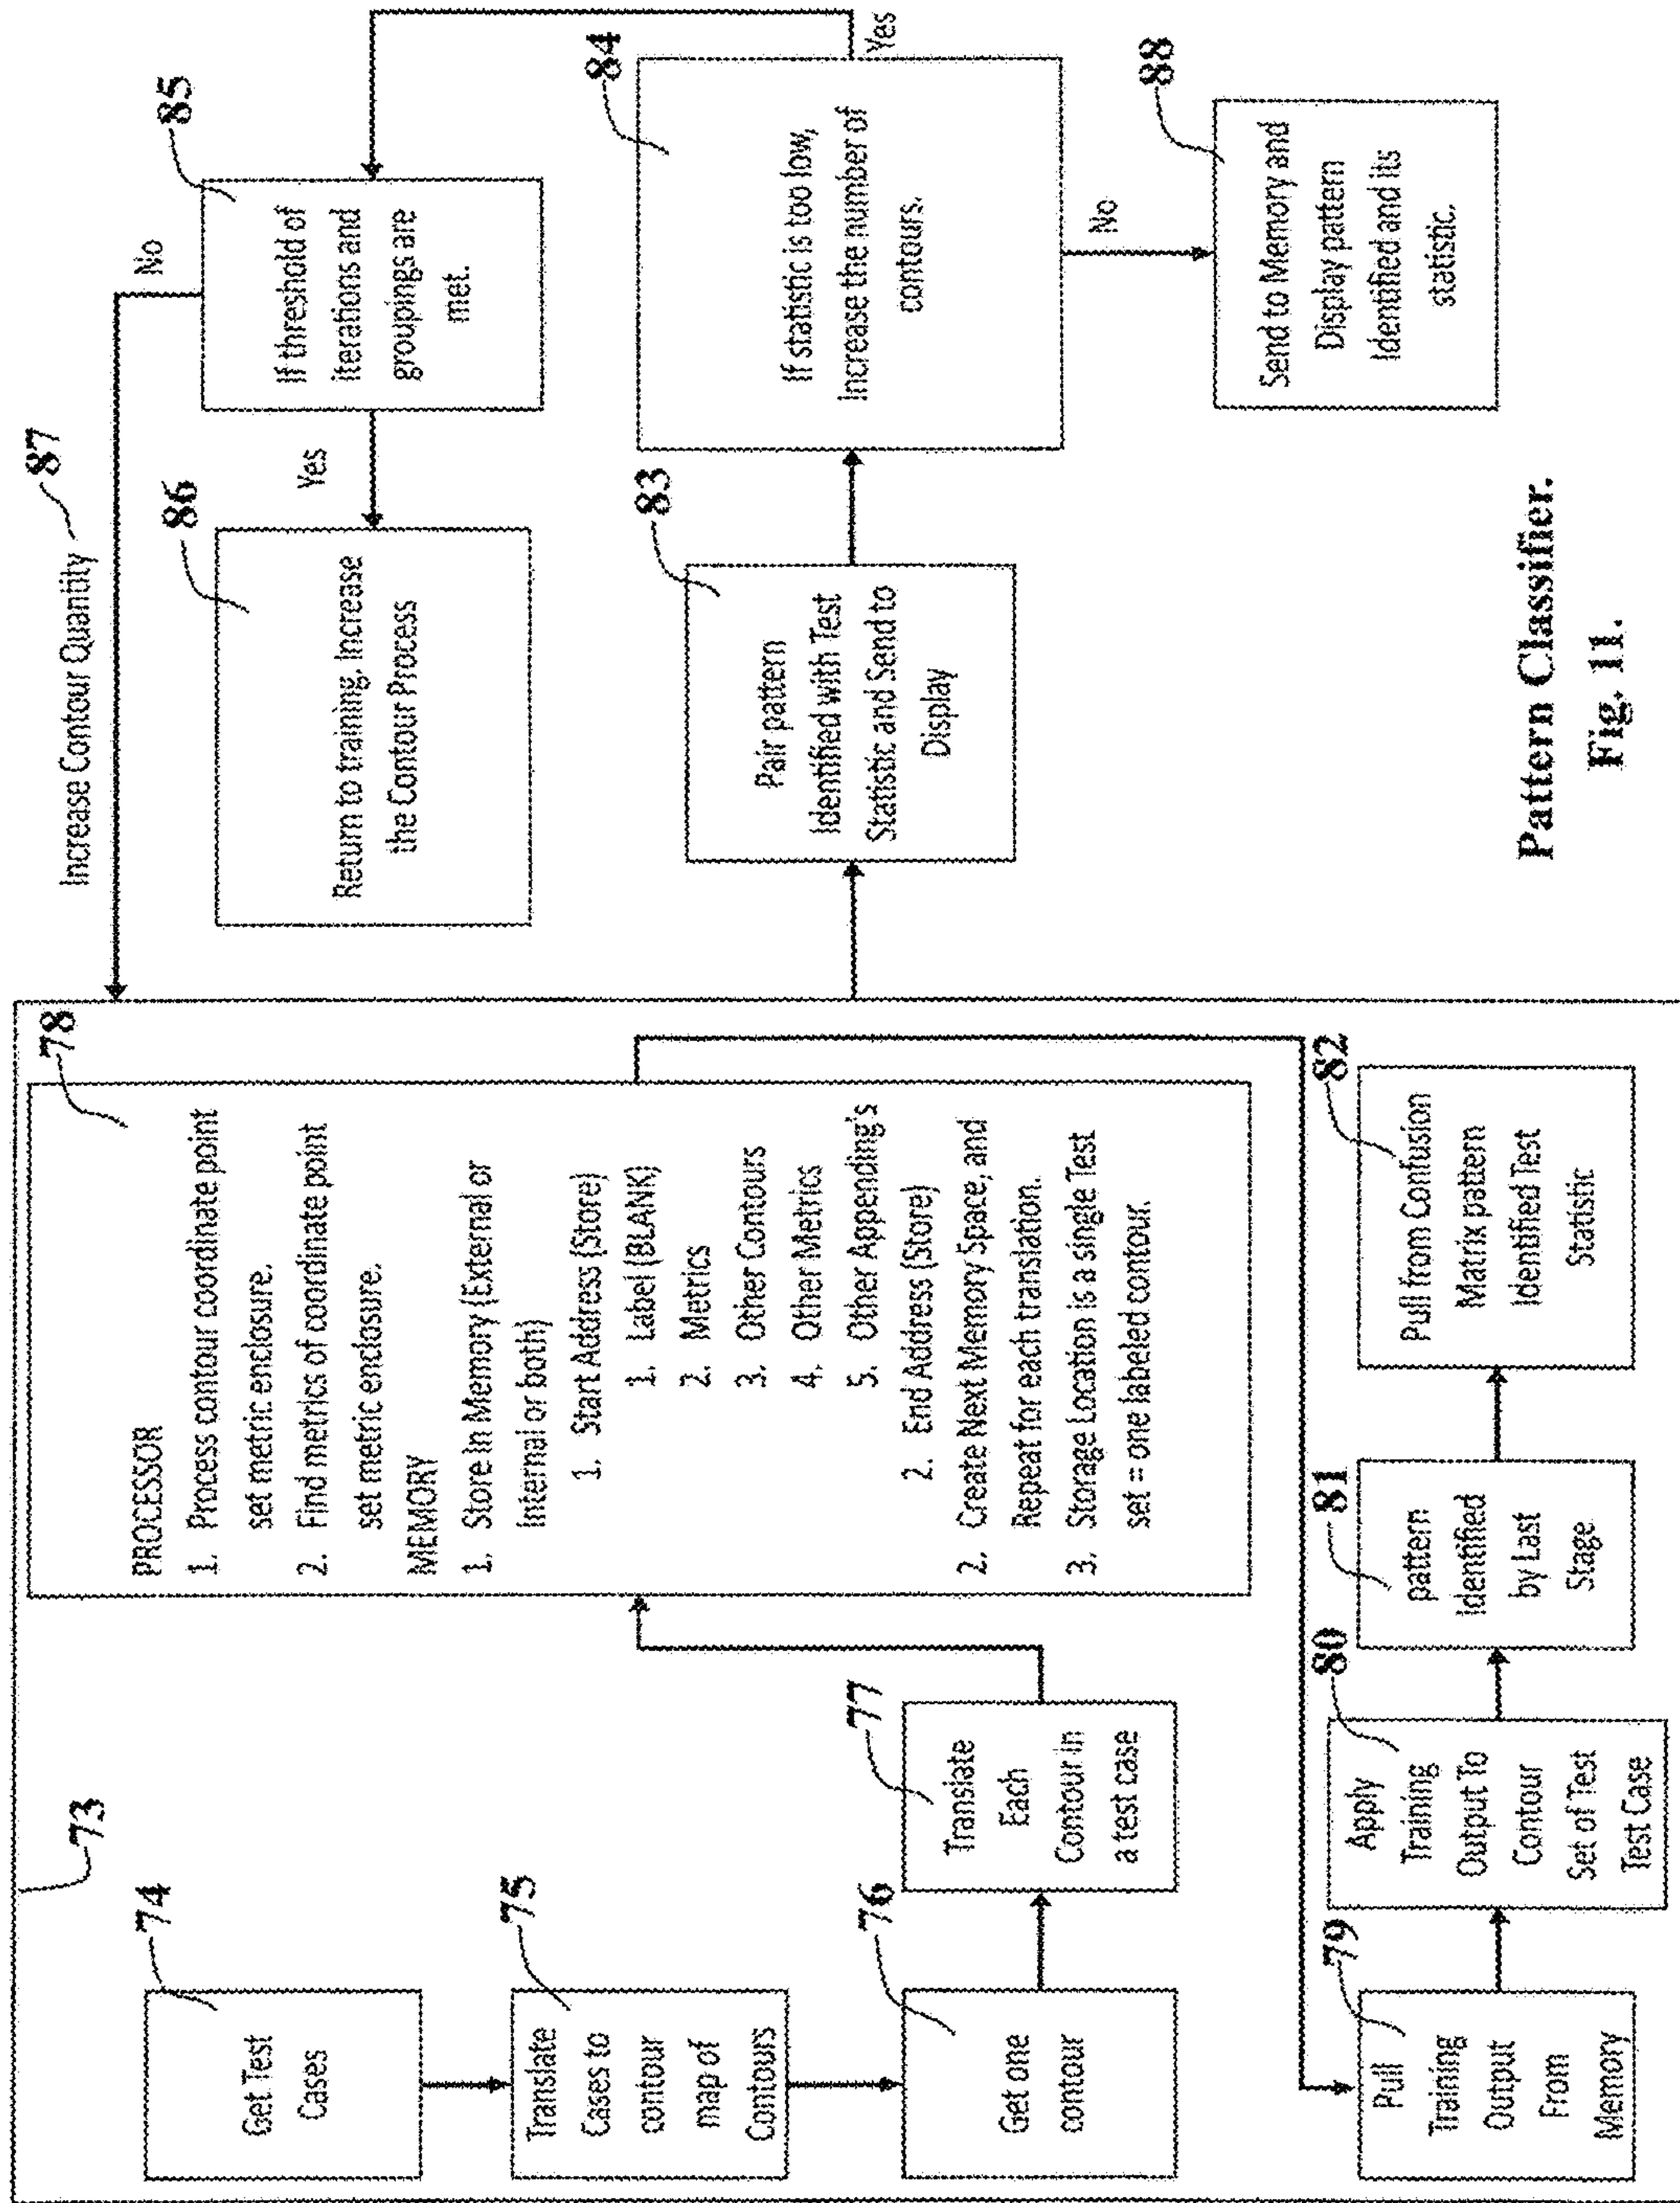 73
74
Get Test
Cases
75
Translate
Cases to
contour
map of
Contours
76
Get one
contour
77
Translate
Each
Contour in
a test case
78
PROCESSOR
1. Process contour coordinate point
set metric enclosure.
2. Find metrics of coordinate point
set metric enclosure.
MEMORY
1. Store in Memory (External or
Internal or both)
1. Start Address (Store)
1. Label (BLANK)
2. Metrics
3. Other Contours
4. Other Metrics
5. Other Appending's
2. End Address (Store)
2. Create Next Memory Space, and
Repeat for each translation.
3. Storage Location is a single Test
set = one labeled contour.
79
Pull
Training
Output
From
Memory
80
Apply
Training
Output To
Contour
Set of Test
Test Case
81
pattern
Identified
by Last
Stage
82
Pull from Confusion
Matrix pattern
Identified Test
Statistic
83
Pair pattern
Identified with Test
Statistic and Send to
Display
84
If statistic is too low,
Increase the number of
contours.
Yes
No
85
If threshold of
iterations and
groupings are
met.
No
Yes
86
Return to training, Increase
the Contour Process
Increase Contour Quantity
87
88
Send to Memory and
Display pattern
Identified and its
statistic.
Pattern Classifier.
Fig. 11.